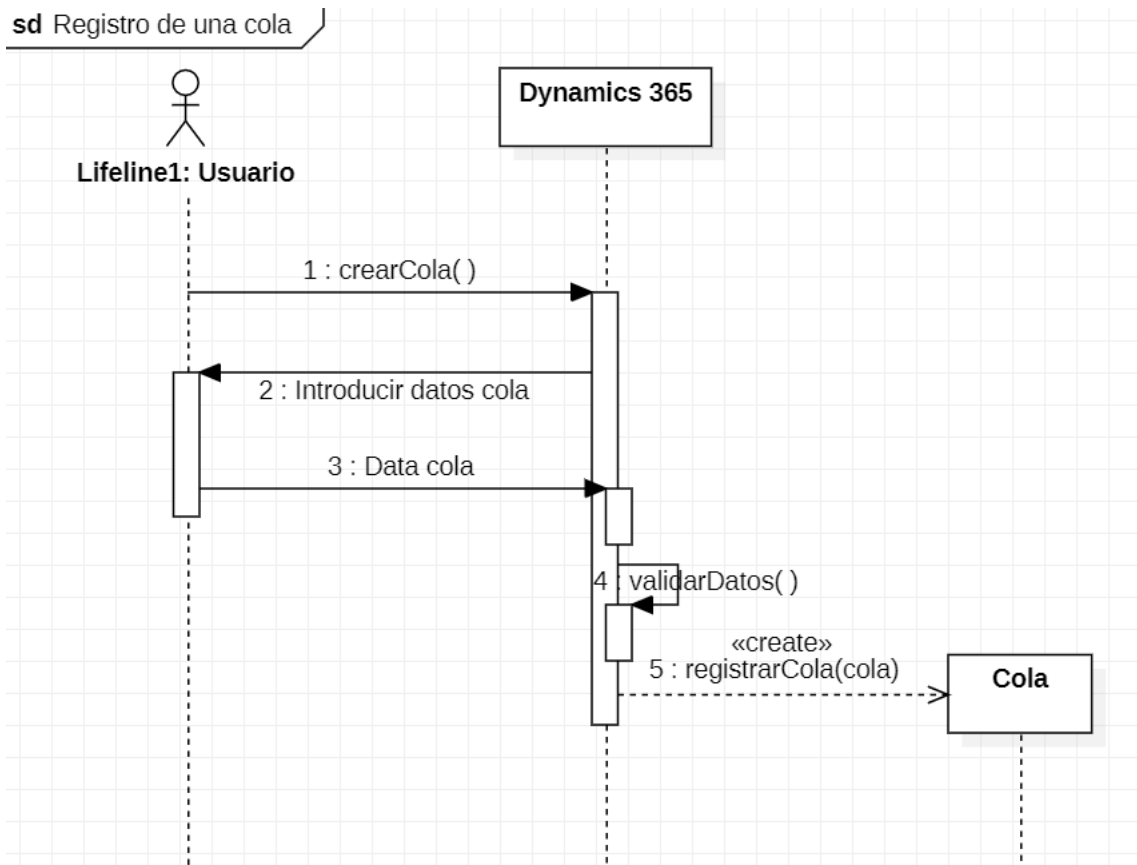 sd Registro de una cola
Dynamics 365
Lifeline1: Usuario
1 : crearCola( )
2 : Introducir datos cola
3 : Data cola
4 : validarDatos( )
«create»
5 : registrarCola(cola)
Cola